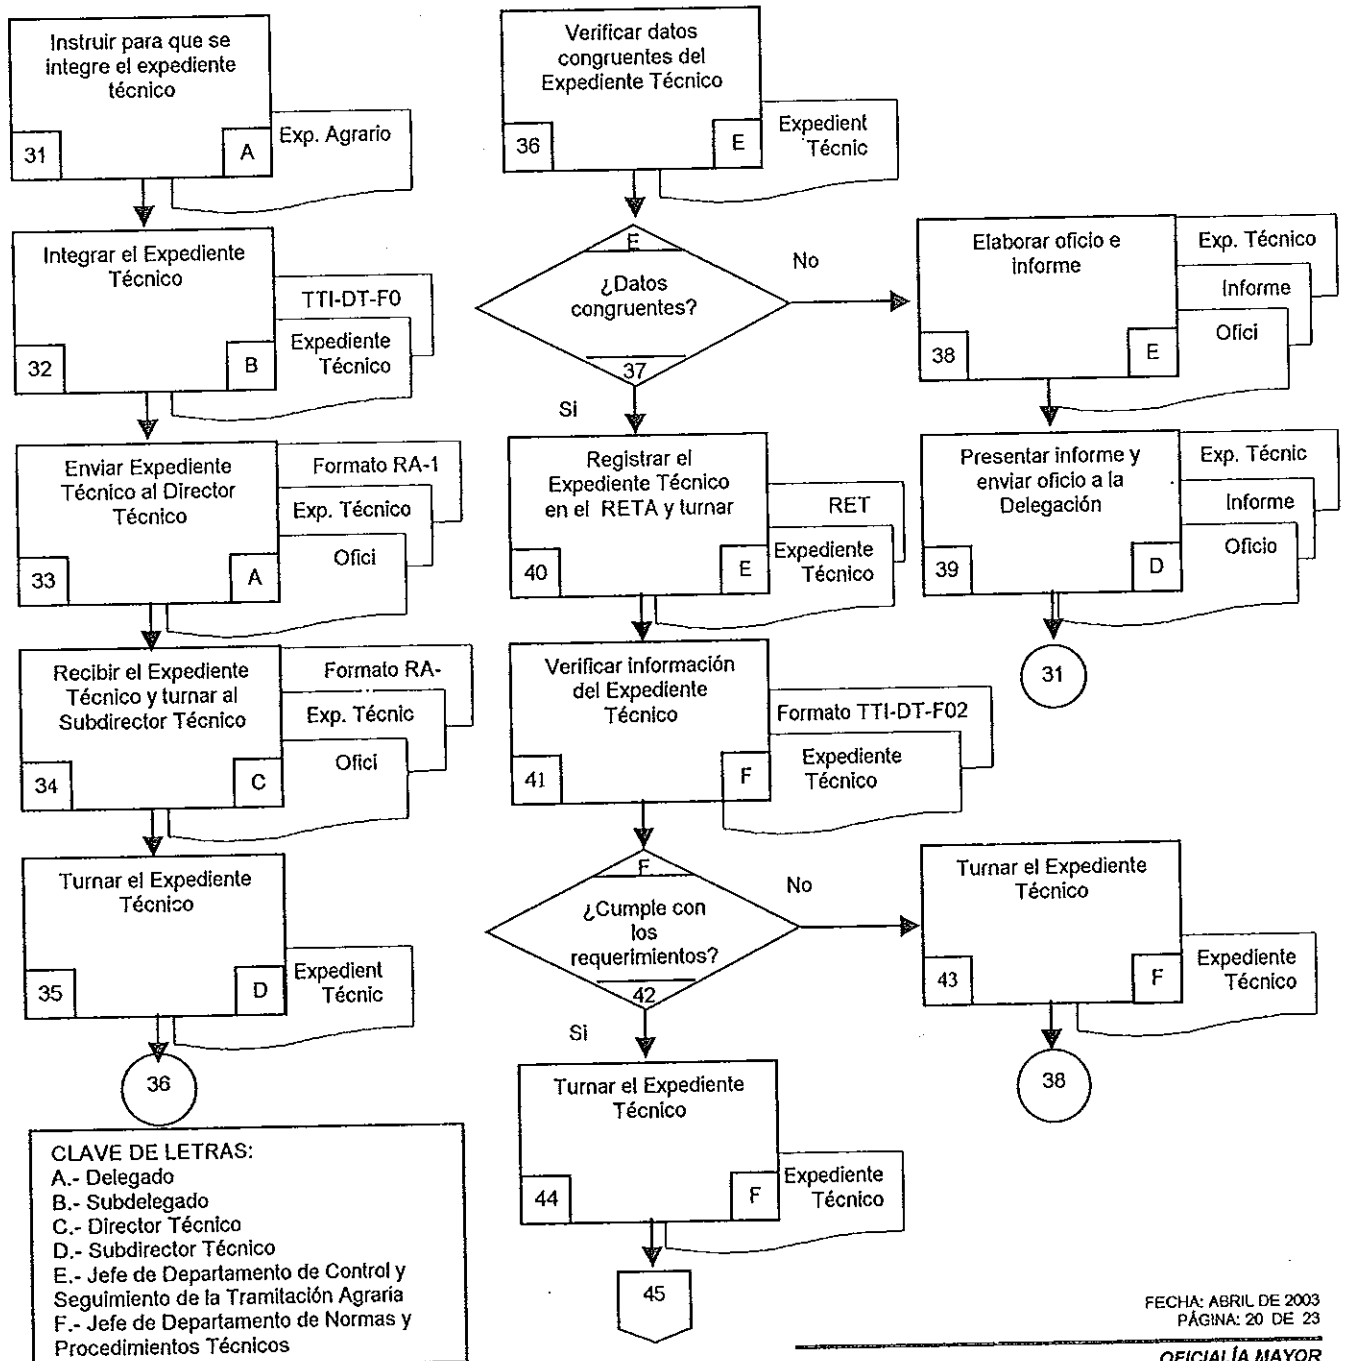 Instruir para que se
integre el expediente
técnico
31
A
Exp. Agrario
Integrar el Expediente
Técnico
32
B
TTI-DT-F0
Expediente
Técnico
Enviar Expediente
Técnico al Director
Técnico
33
A
Formato RA-1
Exp. Técnico
Ofici
Recibir el Expediente
Técnico y turnar al
Subdirector Técnico
34
C
Formato RA-
Exp. Técnic
Ofici
Turnar el Expediente
Técnico
35
D
Expedient
Técnic
36
CLAVE DE LETRAS:
A.- Delegado
B.- Subdelegado
C.- Director Técnico
D.- Subdirector Técnico
E.- Jefe de Departamento de Control y
Seguimiento de la Tramitación Agraria
F.- Jefe de Departamento de Normas y
Procedimientos Técnicos
Verificar datos
congruentes del
Expediente Técnico
36
E
Expedient
Técnic
E
¿Datos
congruentes?
37
No
Si
Elaborar oficio e
informe
38
E
Exp. Técnico
Informe
Ofici
Presentar informe y
enviar oficio a la
Delegación
39
D
Exp. Técnic
Informe
Oficio
31
Registrar el
Expediente Técnico
en el RETA y turnar
40
E
RET
Expediente
Técnico
Verificar información
del Expediente
Técnico
41
F
Formato TTI-DT-F02
Expediente
Técnico
F
¿Cumple con
los
requerimientos?
42
No
Si
Turnar el Expediente
Técnico
43
F
Expediente
Técnico
38
Turnar el Expediente
Técnico
44
F
Expediente
Técnico
45
FECHA: ABRIL DE 2003
PÁGINA: 20 DE 23
OFICIALÍA MAYOR